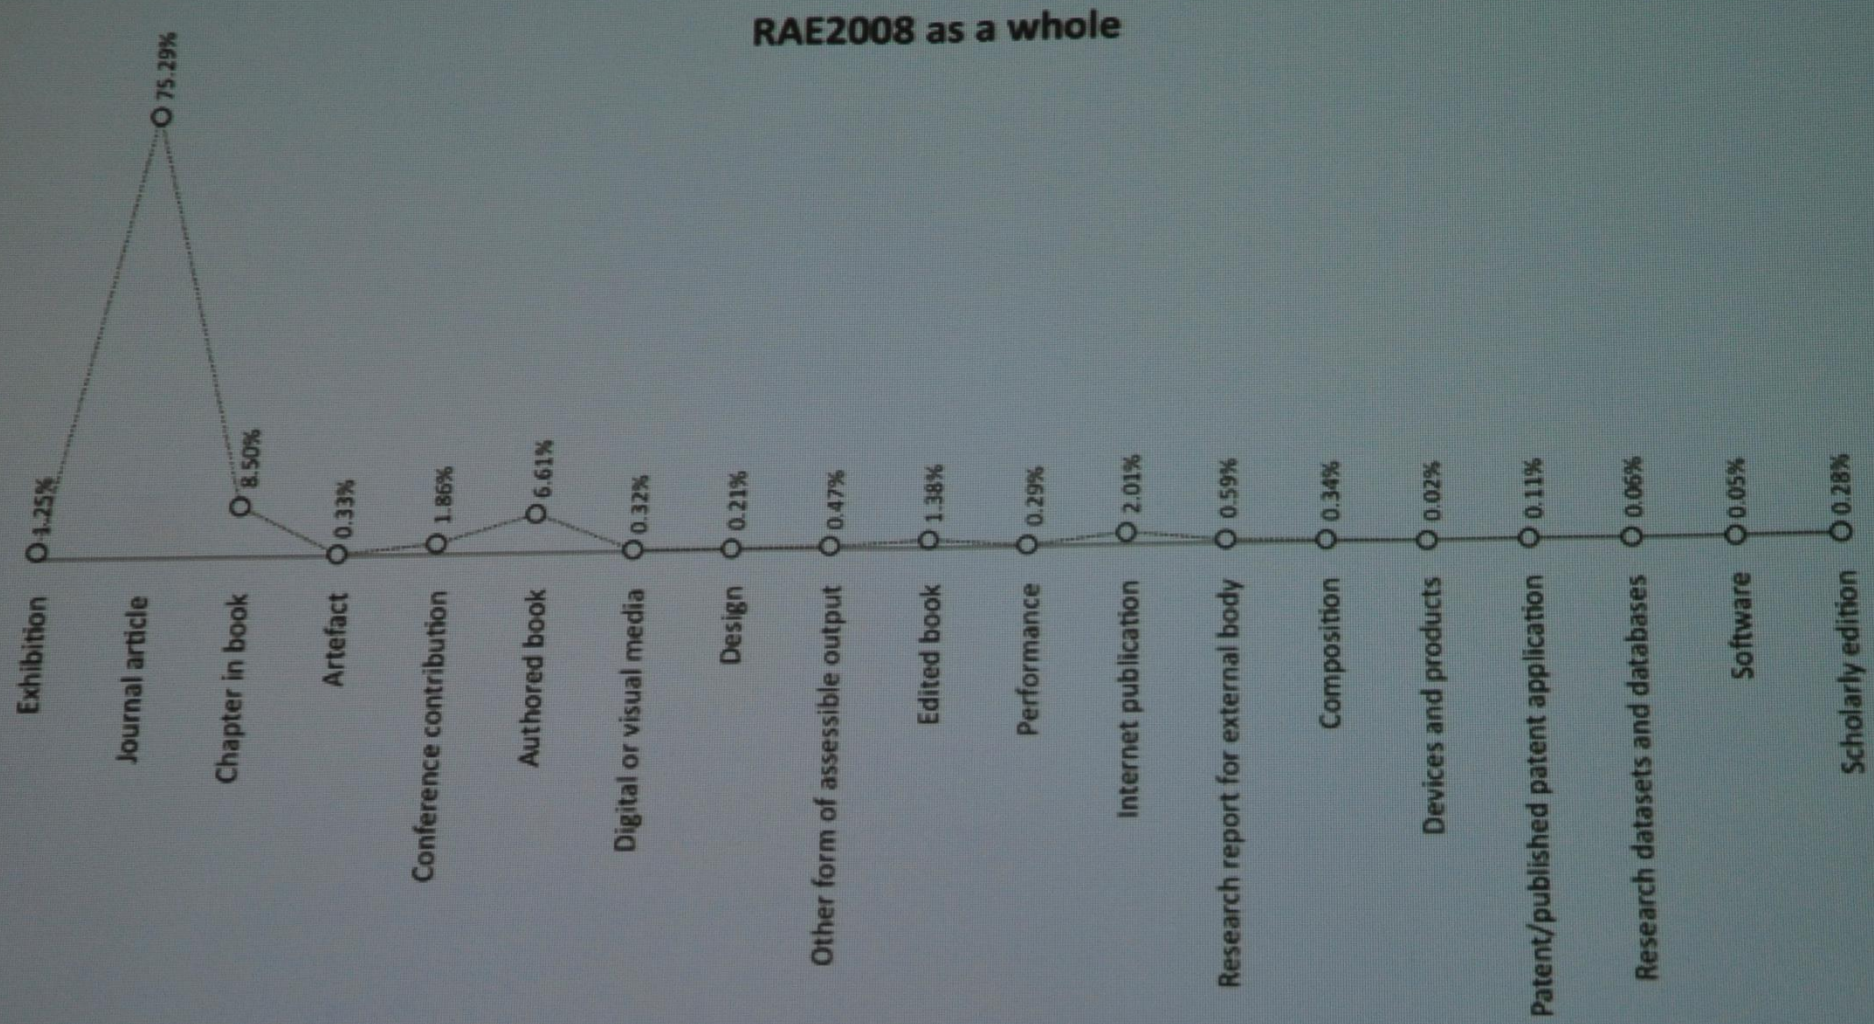 RAE2008 as a whole
1.25%
75.29%
8.50%
0.33%
1.86%
6.61%
0.32%
0.21%
0.47%
1.38%
0.29%
2.01%
0.59%
0.34%
0.02%
0.11%
0.06%
0.05%
0.28%
Exhibition
Journal article
Chapter in book
Artefact
Conference contribution
Authored book
Digital or visual media
Design
Other form of assessible output
Edited book
Performance
Internet publication
Research report for external body
Composition
Devices and products
Patent/published patent application
Research datasets and databases
Software
Scholarly edition